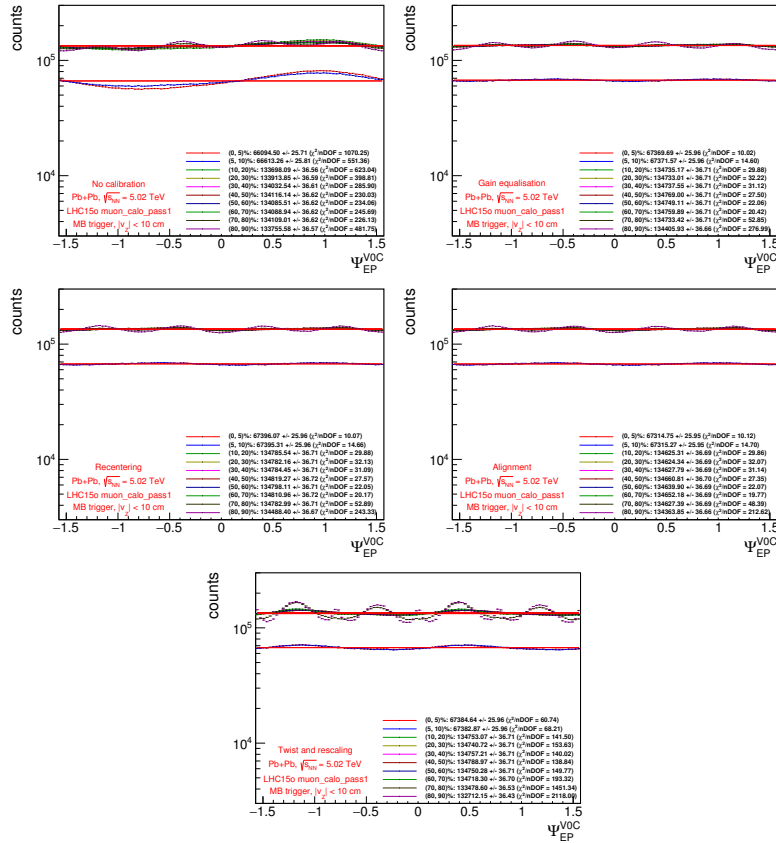 counts
10^5
10^4
(0, 5)%: 66094.50 +/- 25.71 (χ²/nDOF = 1070.25)
(5, 10)%: 66613.26 +/- 25.81 (χ²/nDOF = 551.36)
(10, 20)%: 133698.09 +/- 36.56 (χ²/nDOF = 623.04)
(20, 30)%: 133913.85 +/- 36.59 (χ²/nDOF = 398.81)
(30, 40)%: 134032.54 +/- 36.61 (χ²/nDOF = 285.90)
(40, 50)%: 134116.14 +/- 36.62 (χ²/nDOF = 230.03)
(50, 60)%: 134085.51 +/- 36.62 (χ²/nDOF = 234.06)
(60, 70)%: 134088.94 +/- 36.62 (χ²/nDOF = 245.69)
(70, 80)%: 134109.01 +/- 36.62 (χ²/nDOF = 226.13)
(80, 90)%: 133755.58 +/- 36.57 (χ²/nDOF = 481.75)
No calibration
Pb+Pb, √s_NN = 5.02 TeV
LHC15o muon_calo_pass1
MB trigger, |v_z| < 10 cm
−1.5 −1 −0.5 0 0.5 1 1.5
Ψ_EP^V0C
counts
10^5
10^4
(0, 5)%: 67369.69 +/- 25.96 (χ²/nDOF = 10.02)
(5, 10)%: 67371.57 +/- 25.96 (χ²/nDOF = 14.60)
(10, 20)%: 134735.17 +/- 36.71 (χ²/nDOF = 29.88)
(20, 30)%: 134733.01 +/- 36.71 (χ²/nDOF = 32.22)
(30, 40)%: 134737.55 +/- 36.71 (χ²/nDOF = 31.12)
(40, 50)%: 134769.00 +/- 36.71 (χ²/nDOF = 27.50)
(50, 60)%: 134749.11 +/- 36.71 (χ²/nDOF = 22.06)
(60, 70)%: 134759.89 +/- 36.71 (χ²/nDOF = 20.42)
(70, 80)%: 134733.42 +/- 36.71 (χ²/nDOF = 52.85)
(80, 90)%: 134405.93 +/- 36.66 (χ²/nDOF = 276.99)
Gain equalisation
Pb+Pb, √s_NN = 5.02 TeV
LHC15o muon_calo_pass1
MB trigger, |v_z| < 10 cm
−1.5 −1 −0.5 0 0.5 1 1.5
Ψ_EP^V0C
counts
10^5
10^4
(0, 5)%: 67396.07 +/- 25.96 (χ²/nDOF = 10.07)
(5, 10)%: 67395.31 +/- 25.96 (χ²/nDOF = 14.66)
(10, 20)%: 134785.54 +/- 36.71 (χ²/nDOF = 29.88)
(20, 30)%: 134782.16 +/- 36.71 (χ²/nDOF = 32.13)
(30, 40)%: 134784.45 +/- 36.71 (χ²/nDOF = 31.09)
(40, 50)%: 134819.27 +/- 36.72 (χ²/nDOF = 27.57)
(50, 60)%: 134798.11 +/- 36.71 (χ²/nDOF = 22.05)
(60, 70)%: 134810.96 +/- 36.72 (χ²/nDOF = 20.17)
(70, 80)%: 134782.99 +/- 36.71 (χ²/nDOF = 52.89)
(80, 90)%: 134488.40 +/- 36.67 (χ²/nDOF = 243.33)
Recentering
Pb+Pb, √s_NN = 5.02 TeV
LHC15o muon_calo_pass1
MB trigger, |v_z| < 10 cm
−1.5 −1 −0.5 0 0.5 1 1.5
Ψ_EP^V0C
counts
10^5
10^4
(0, 5)%: 67314.75 +/- 25.95 (χ²/nDOF = 10.12)
(5, 10)%: 67315.27 +/- 25.95 (χ²/nDOF = 14.70)
(10, 20)%: 134625.31 +/- 36.69 (χ²/nDOF = 29.86)
(20, 30)%: 134624.34 +/- 36.69 (χ²/nDOF = 32.07)
(30, 40)%: 134627.79 +/- 36.69 (χ²/nDOF = 31.14)
(40, 50)%: 134660.81 +/- 36.70 (χ²/nDOF = 27.35)
(50, 60)%: 134639.90 +/- 36.69 (χ²/nDOF = 22.07)
(60, 70)%: 134652.18 +/- 36.69 (χ²/nDOF = 19.77)
(70, 80)%: 134627.39 +/- 36.69 (χ²/nDOF = 48.39)
(80, 90)%: 134363.85 +/- 36.66 (χ²/nDOF = 212.62)
Alignment
Pb+Pb, √s_NN = 5.02 TeV
LHC15o muon_calo_pass1
MB trigger, |v_z| < 10 cm
−1.5 −1 −0.5 0 0.5 1 1.5
Ψ_EP^V0C
counts
10^5
10^4
(0, 5)%: 67384.64 +/- 25.96 (χ²/nDOF = 60.74)
(5, 10)%: 67382.87 +/- 25.96 (χ²/nDOF = 68.21)
(10, 20)%: 134753.07 +/- 36.71 (χ²/nDOF = 141.50)
(20, 30)%: 134740.72 +/- 36.71 (χ²/nDOF = 153.63)
(30, 40)%: 134757.21 +/- 36.71 (χ²/nDOF = 140.02)
(40, 50)%: 134788.97 +/- 36.71 (χ²/nDOF = 138.84)
(50, 60)%: 134750.28 +/- 36.71 (χ²/nDOF = 149.77)
(60, 70)%: 134718.30 +/- 36.70 (χ²/nDOF = 193.32)
(70, 80)%: 133478.60 +/- 36.53 (χ²/nDOF = 1451.34)
(80, 90)%: 132712.15 +/- 36.43 (χ²/nDOF = 2118.00)
Twist and rescaling
Pb+Pb, √s_NN = 5.02 TeV
LHC15o muon_calo_pass1
MB trigger, |v_z| < 10 cm
−1.5 −1 −0.5 0 0.5 1 1.5
Ψ_EP^V0C